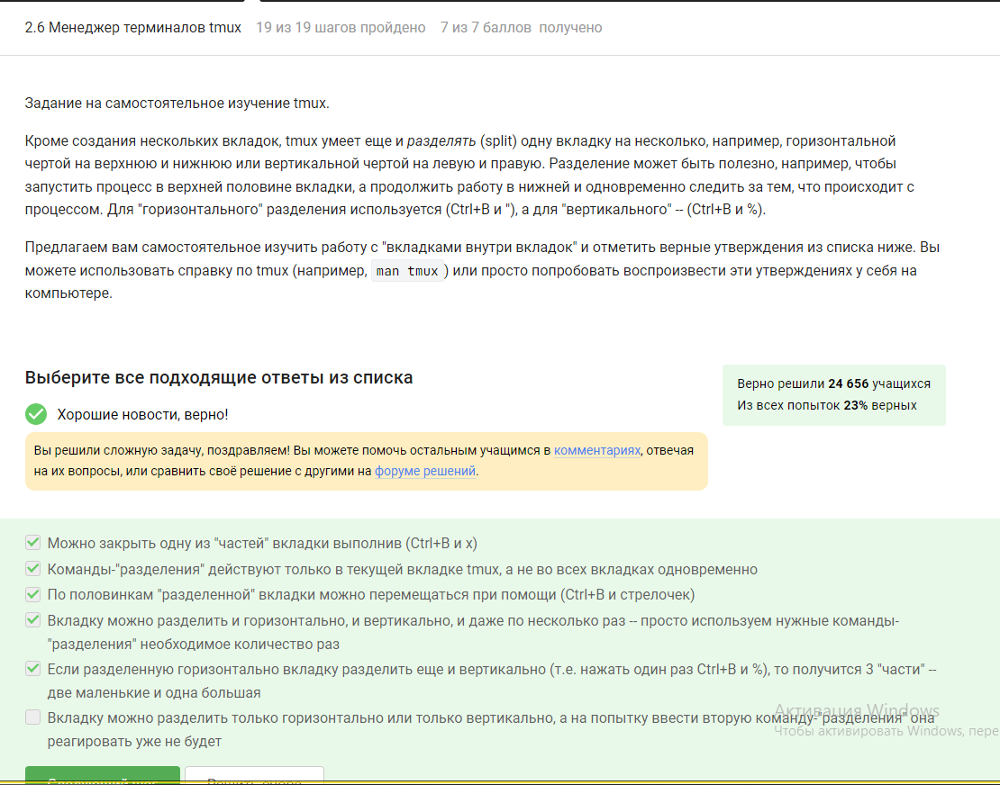 2.6 Менеджер терминалов tmux 19 из 19 шагов пройдено 7 из 7 баллов получено
Задание на самостоятельное изучение tmux.
Кроме создания нескольких вкладок, tmux умеет еще и разделять (split) одну вкладку на несколько, например, горизонтальной
чертой на верхнюю и нижнюю или вертикальной чертой на левую и правую. Разделение может быть полезно, например, чтобы
запустить процесс в верхней половине вкладки, а продолжить работу в нижней и одновременно следить за тем, что происходит с
процессом. Для "горизонтального" разделения используется (Ctrl+B и "), а для "вертикального" -- (Ctrl+B и %).
Предлагаем вам самостоятельное изучить работу с "вкладками внутри вкладок" и отметить верные утверждения из списка ниже. Вы
можете использовать справку по tmux (например, man tmux ) или просто попробовать воспроизвести эти утверждениях у себя на
компьютере.
Выберите все подходящие ответы из списка
Верно решили 24 656 учащихся
Из всех попыток 23% верных
Хорошие новости, верно!
Вы решили сложную задачу, поздравляем! Вы можете помочь остальным учащимся в комментариях, отвечая
на их вопросы, или сравнить своё решение с другими на форуме решений.
Можно закрыть одну из "частей" вкладки выполнив (Ctrl+B и x)
Команды-"разделения" действуют только в текущей вкладке tmux, а не во всех вкладках одновременно
По половинкам "разделенной" вкладки можно перемещаться при помощи (Ctrl+B и стрелочек)
Вкладку можно разделить и горизонтально, и вертикально, и даже по несколько раз -- просто используем нужные команды-
"разделения" необходимое количество раз
Если разделенную горизонтально вкладку разделить еще и вертикально (т.е. нажать один раз Ctrl+B и %), то получится 3 "части" --
две маленькие и одна большая
Вкладку можно разделить только горизонтально или только вертикально, а на попытку ввести вторую команду-"разделения" она
реагировать уже не будет
Активация Windows
Чтобы активировать Windows, пере